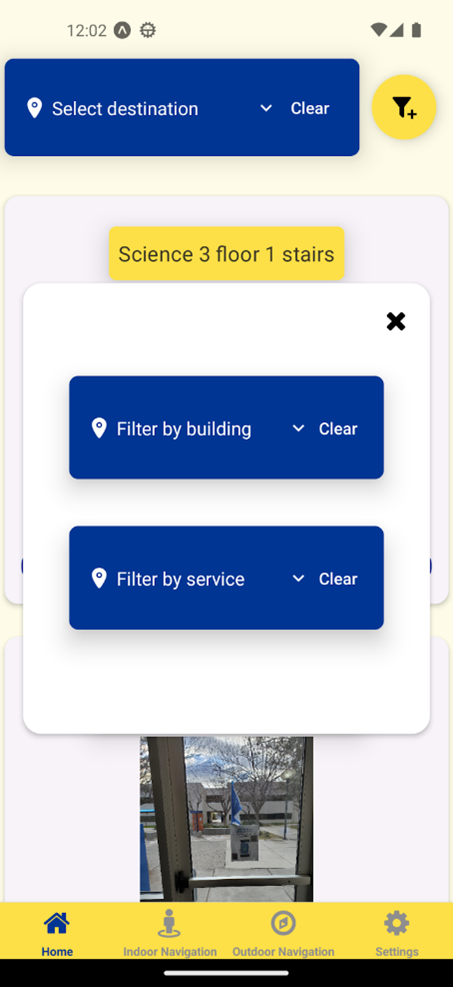 12:02
Select destination Clear
Science 3 floor 1 stairs
Filter by building Clear
Filter by service Clear
Home Indoor Navigation Outdoor Navigation Settings